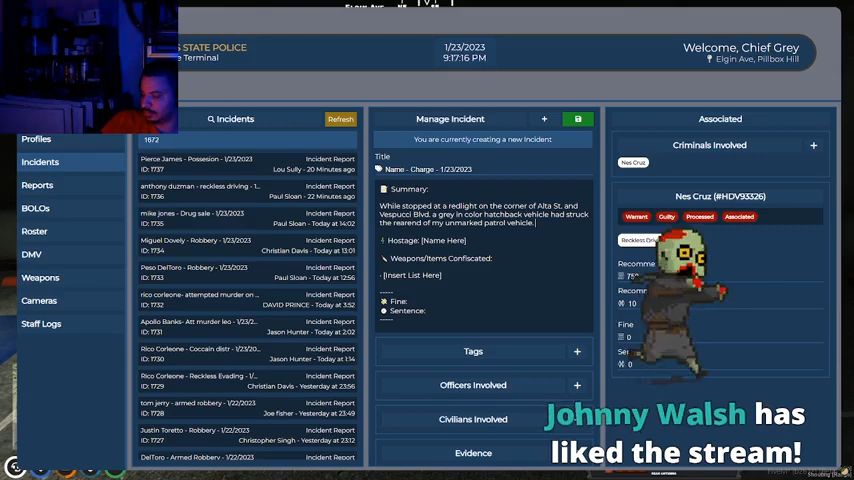 ELGIN AVE
STATE POLICE
Terminal
1/23/2023
9:17:16 PM
Welcome, Chief Grey
Elgin Ave, Pillbox Hill
Profiles
Incidents
Reports
BOLOs
Roster
DMV
Weapons
Cameras
Staff Logs
Incidents
Refresh
1672
Pierce James - Possesion - 1/23/2023 Incident Report
ID: 1737 Lou Sully - 20 Minutes ago
anthony duzman - reckless driving - 1... Incident Report
ID: 1736 Paul Sloan - 22 Minutes ago
mike jones - Drug sale - 1/23/2023 Incident Report
ID: 1735 Paul Sloan - Today at 14:02
Miguel Dovely - Robbery - 1/23/2023 Incident Report
ID: 1734 Christian Davis - Today at 13:01
Peso DelToro - Robbery - 1/23/2023 Incident Report
ID: 1733 Paul Sloan - Today at 12:56
rico corleone- attempted murder on ... Incident Report
ID: 1732 DAVID PRINCE - Today at 3:52
Apollo Banks- Att murder leo - 1/23/2023 Incident Report
ID: 1731 Jason Hunter - Today at 2:02
Rico Corleone - Coccain distr - 1/23/20... Incident Report
ID: 1730 Jason Hunter - Today at 1:14
Rico Corleone - Reckless Evading - 1/2... Incident Report
ID: 1729 Christian Davis - Yesterday at 23:56
tom jerry - armed robbery - 1/22/2023 Incident Report
ID: 1728 Joe fisher - Yesterday at 23:49
Justin Toretto - Robbery - 1/22/2023 Incident Report
ID: 1727 Christopher Singh - Yesterday at 23:12
DelToro - Armed Robbery - 1/22/2023 Incident Report
Manage Incident +
You are currently creating a new Incident
Title
Name - Charge - 1/23/2023
Summary:
While stopped at a redlight on the corner of Alta St. and
Vespucci Blvd. a grey in color hatchback vehicle had struck
the rearend of my unmarked patrol vehicle.
Hostage: [Name Here]
Weapons/Items Confiscated:
· [Insert List Here]
-----
Fine:
Sentence:
-----
Tags +
Officers Involved +
Civilians Involved
Evidence
Associated
Criminals Involved +
Nes Cruz
Nes Cruz (#HDV93326)
Warrant Guilty Processed Associated
Reckless Dri
Recomme
Recom
10
Fine
0
0
Johnny Walsh has
liked the stream!